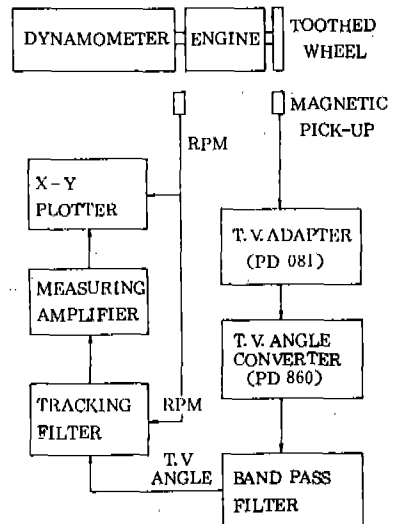 DYNAMOMETER
ENGINE
TOOTHED
WHEEL
MAGNETIC
PICK-UP
RPM
X-Y
PLOTTER
T.V. ADAPTER
(PD 081)
MEASURING
AMPLIFIER
T.V. ANGLE
CONVERTER
(PD 860)
TRACKING
FILTER
RPM
T.V
ANGLE
BAND PASS
FILTER